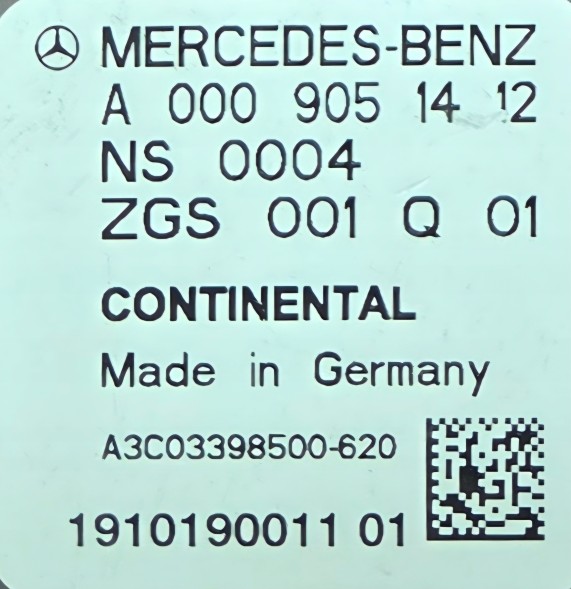 MERCEDES-BENZ
A 000 905 14 12
NS 0004
ZGS 001 Q 01
CONTINENTAL
Made in Germany
A3C03398500-620
1910190011 01